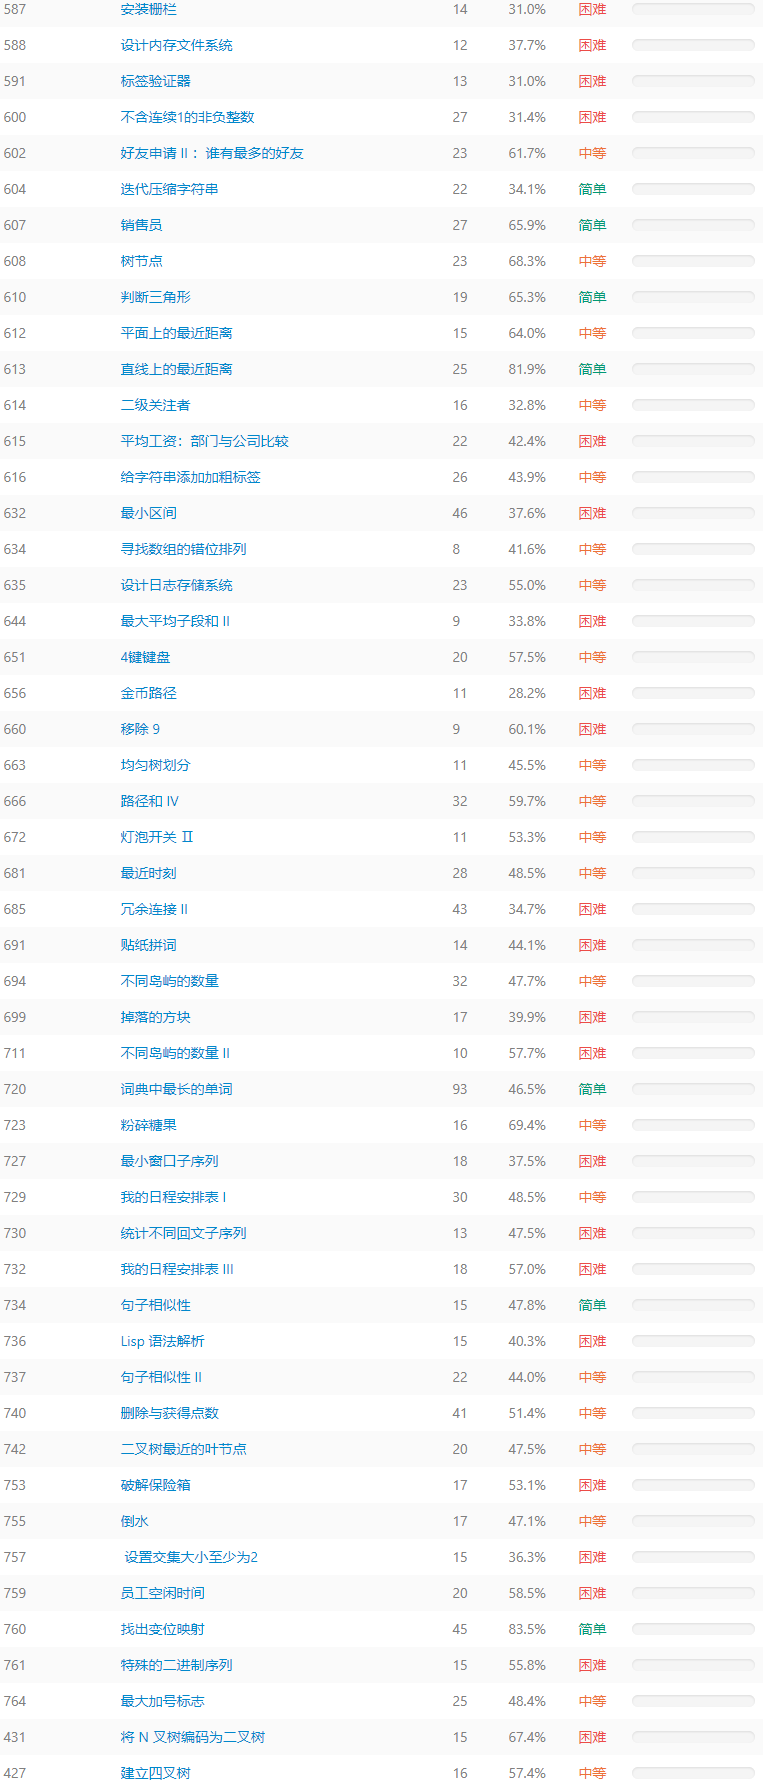 587 安装栅栏 14 31.0% 困难
588 设计内存文件系统 12 37.7% 困难
591 标签验证器 13 31.0% 困难
600 不含连续1的非负整数 27 31.4% 困难
602 好友申请 II ：谁有最多的好友 23 61.7% 中等
604 迭代压缩字符串 22 34.1% 简单
607 销售员 27 65.9% 简单
608 树节点 23 68.3% 中等
610 判断三角形 19 65.3% 简单
612 平面上的最近距离 15 64.0% 中等
613 直线上的最近距离 25 81.9% 简单
614 二级关注者 16 32.8% 中等
615 平均工资：部门与公司比较 22 42.4% 困难
616 给字符串添加加粗标签 26 43.9% 中等
632 最小区间 46 37.6% 困难
634 寻找数组的错位排列 8 41.6% 中等
635 设计日志存储系统 23 55.0% 中等
644 最大平均子段和 II 9 33.8% 困难
651 4键键盘 20 57.5% 中等
656 金币路径 11 28.2% 困难
660 移除 9 9 60.1% 困难
663 均匀树划分 11 45.5% 中等
666 路径和 IV 32 59.7% 中等
672 灯泡开关 Ⅱ 11 53.3% 中等
681 最近时刻 28 48.5% 中等
685 冗余连接 II 43 34.7% 困难
691 贴纸拼词 14 44.1% 困难
694 不同岛屿的数量 32 47.7% 中等
699 掉落的方块 17 39.9% 困难
711 不同岛屿的数量 II 10 57.7% 困难
720 词典中最长的单词 93 46.5% 简单
723 粉碎糖果 16 69.4% 中等
727 最小窗口子序列 18 37.5% 困难
729 我的日程安排表 I 30 48.5% 中等
730 统计不同回文子序列 13 47.5% 困难
732 我的日程安排表 III 18 57.0% 困难
734 句子相似性 15 47.8% 简单
736 Lisp 语法解析 15 40.3% 困难
737 句子相似性 II 22 44.0% 中等
740 删除与获得点数 41 51.4% 中等
742 二叉树最近的叶节点 20 47.5% 中等
753 破解保险箱 17 53.1% 困难
755 倒水 17 47.1% 中等
757 设置交集大小至少为2 15 36.3% 困难
759 员工空闲时间 20 58.5% 困难
760 找出变位映射 45 83.5% 简单
761 特殊的二进制序列 15 55.8% 困难
764 最大加号标志 25 48.4% 中等
431 将 N 叉树编码为二叉树 15 67.4% 困难
427 建立四叉树 16 57.4% 中等